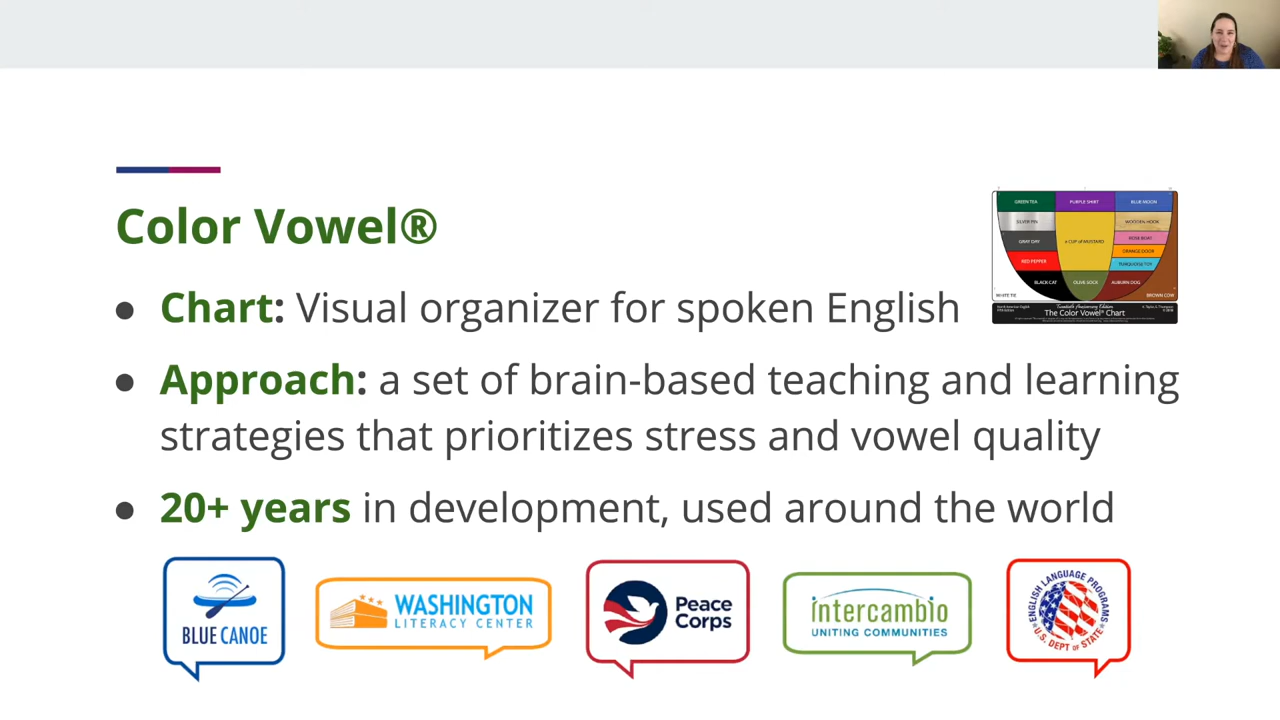 Color Vowel®
GREEN TEA
PURPLE SHIRT
BLUE MOON
SILVER PIN
WOODEN HOOK
GRAY DAY
A CUP of MUSTARD
ROSE BOAT
ORANGE DOOR
RED PEPPER
TURQUOISE TOY
BLACK CAT
OLIVE SOCK
AUBURN DOG
WHITE TIE
BROWN COW
The Color Vowel® Chart
● Chart: Visual organizer for spoken English
● Approach: a set of brain-based teaching and learning
strategies that prioritizes stress and vowel quality
● 20+ years in development, used around the world
BLUE CANOE
WASHINGTON
LITERACY CENTER
Peace
Corps
intercambio
UNITING COMMUNITIES
ENGLISH LANGUAGE PROGRAMS
U.S. DEPT OF STATE